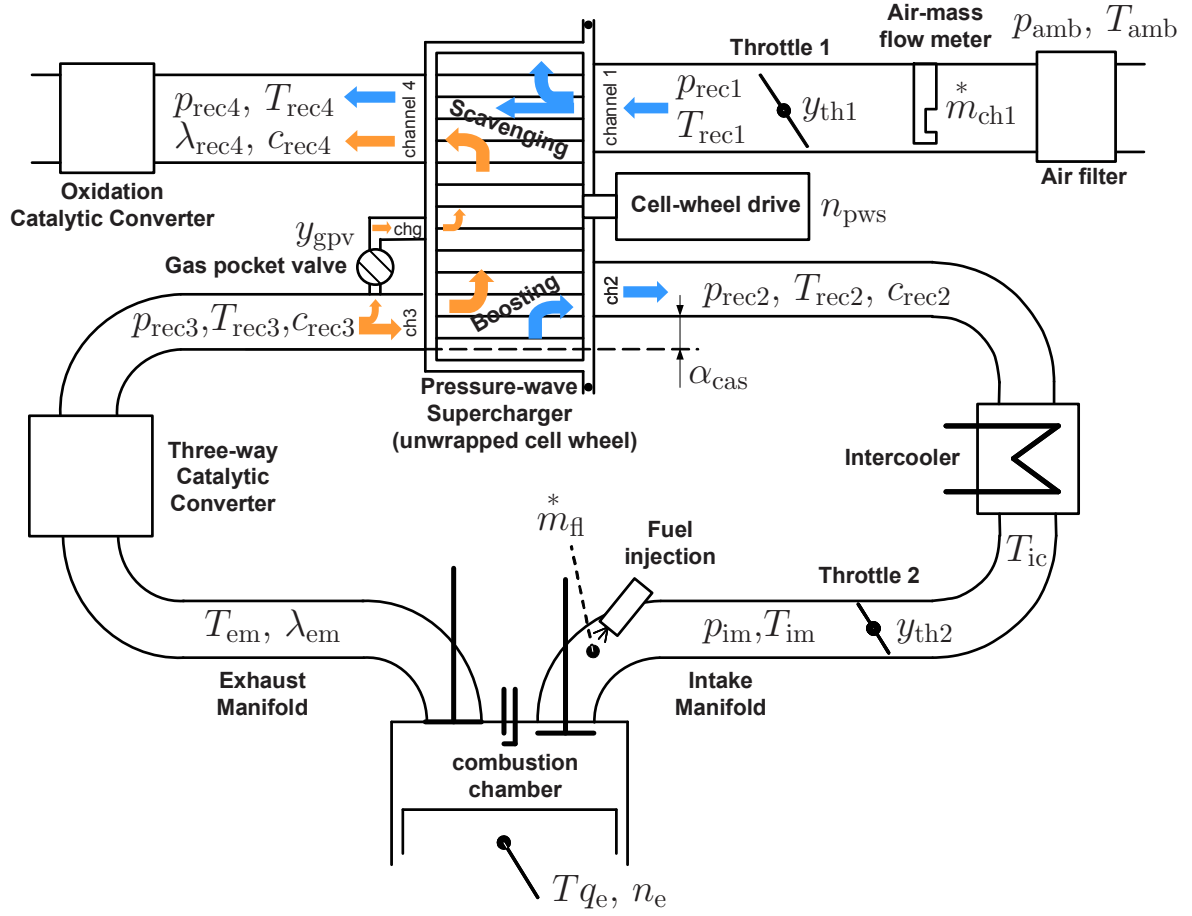 Air-mass
flow meter
p_amb, T_amb
Throttle 1
channel 4
channel 1
p_rec4, T_rec4
λ_rec4, c_rec4
Scavenging
p_rec1
T_rec1
y_th1
*
m_ch1
Oxidation
Catalytic Converter
Air filter
Cell-wheel drive
n_pws
y_gpv
chg
Gas pocket valve
p_rec3,T_rec3,c_rec3
ch3
Boosting
ch2
p_rec2, T_rec2, c_rec2
α_cas
Pressure-wave
Supercharger
(unwrapped cell wheel)
Three-way
Catalytic
Converter
Intercooler
*
m_fl
Fuel
injection
T_ic
Throttle 2
T_em, λ_em
p_im,T_im
y_th2
Exhaust
Manifold
Intake
Manifold
combustion
chamber
Tq_e, n_e